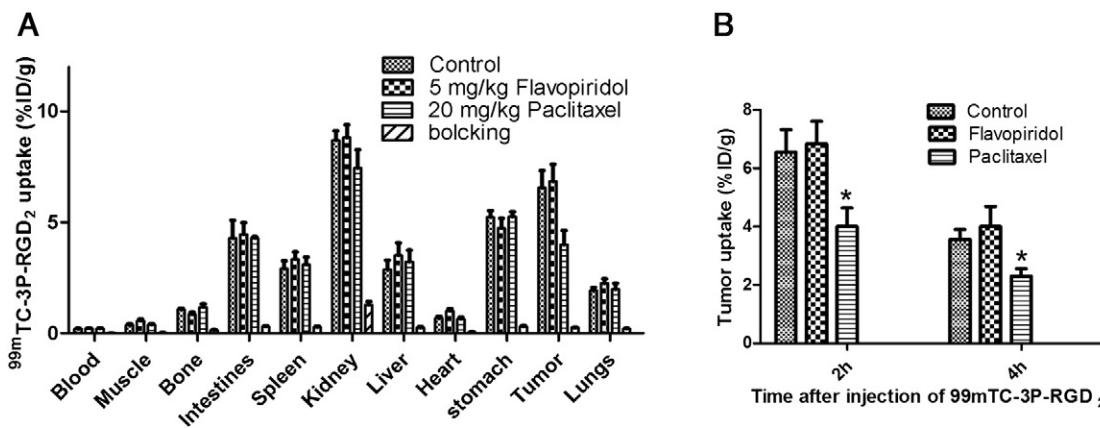 A
99mTC-3P-RGD2 uptake (%ID/g)
10
5
0
Control
5 mg/kg Flavopiridol
20 mg/kg Paclitaxel
bolcking
Blood
Muscle
Bone
Intestines
Spleen
Kidney
Liver
Heart
stomach
Tumor
Lungs
B
Tumor uptake (%ID/g)
8
6
4
2
0
Control
Flavopiridol
Paclitaxel
*
*
2h
4h
Time after injection of 99mTC-3P-RGD 2